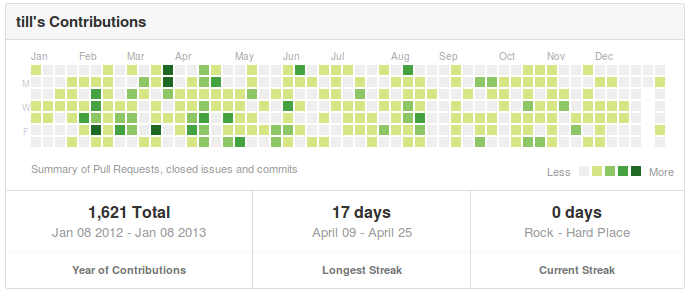 till's Contributions
Jan Feb Mar Apr May Jun Jul Aug Sep Oct Nov Dec
M
W
F
Summary of Pull Requests, closed issues and commits
Less More
1,621 Total 17 days 0 days
Jan 08 2012 - Jan 08 2013 April 09 - April 25 Rock - Hard Place
Year of Contributions Longest Streak Current Streak